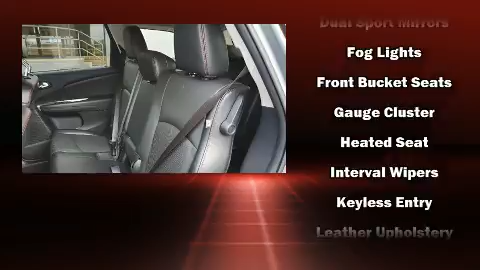 Dual Sport Mirrors
Fog Lights
Front Bucket Seats
Gauge Cluster
Heated Seat
Interval Wipers
Keyless Entry
Leather Upholstery